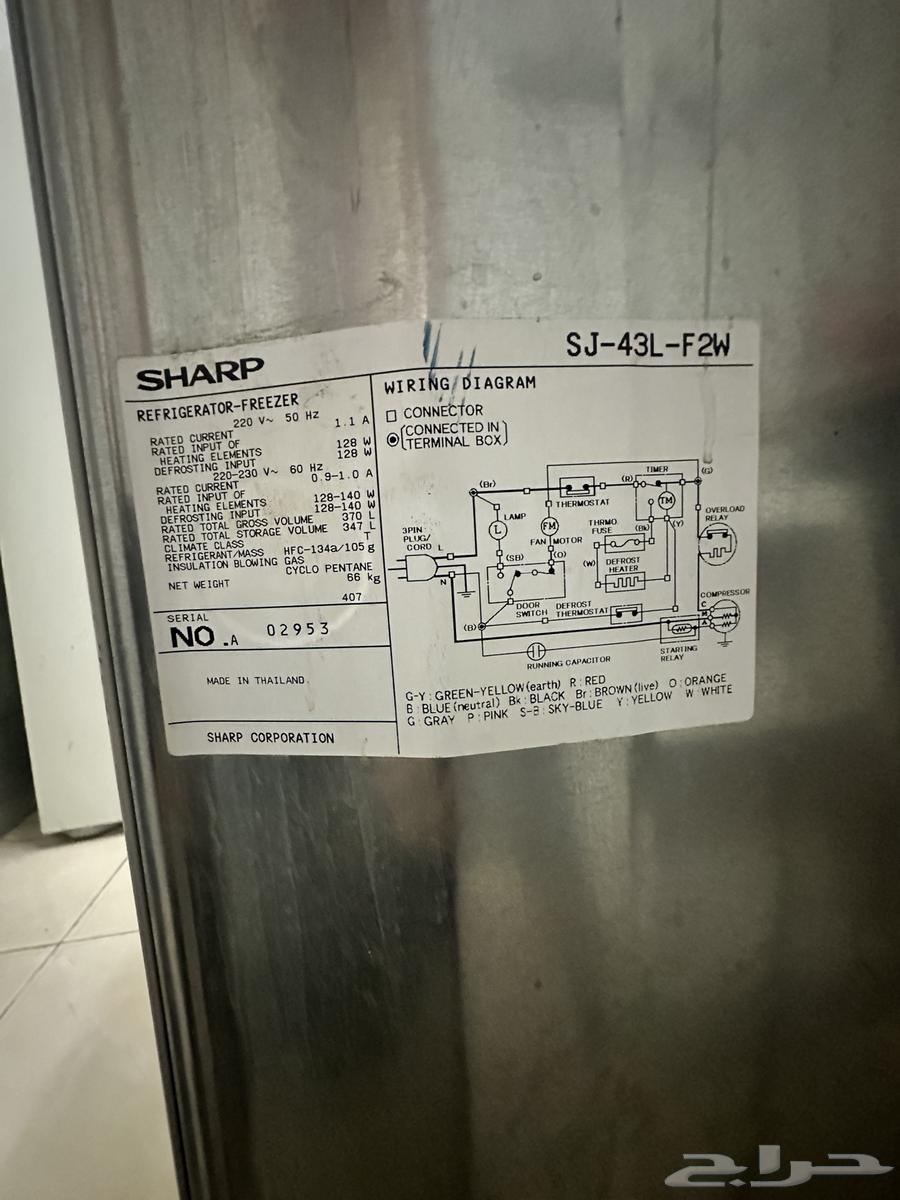 SHARP
SJ-43L-F2W
REFRIGERATOR-FREEZER
220 V~ 50 Hz
RATED CURRENT 1.1 A
RATED INPUT OF
HEATING ELEMENTS 128 W
DEFROSTING INPUT 128 W
220-230 V~ 60 Hz
RATED CURRENT 0.9-1.0 A
RATED INPUT OF
HEATING ELEMENTS 128-140 W
DEFROSTING INPUT 128-140 W
RATED TOTAL GROSS VOLUME 370 L
RATED TOTAL STORAGE VOLUME 347 L
CLIMATE CLASS T
REFRIGERANT/MASS HFC-134a/105 g
INSULATION BLOWING GAS
CYCLO PENTANE
NET WEIGHT 66 kg
407
SERIAL
NO.A 02953
MADE IN THAILAND
SHARP CORPORATION
WIRING DIAGRAM
CONNECTOR
(CONNECTED IN
TERMINAL BOX)
(Br)
(R)
TIMER
(G)
TM
THERMOSTAT
LAMP
L
FM
FAN MOTOR
THRMO.
FUSE
(Bk)
(Y)
OVERLOAD
RELAY
3PIN
PLUG/
CORD L
N
(SB)
(O)
(W)
DEFROST
HEATER
DOOR
SWITCH
DEFROST
THERMOSTAT
COMPRESSOR
C
M
A
(B)
STARTING
RELAY
RUNNING CAPACITOR
G-Y:GREEN-YELLOW(earth) R:RED
B:BLUE(neutral) Bk:BLACK Br:BROWN(live) O:ORANGE
G:GRAY P:PINK S-B:SKY-BLUE Y:YELLOW W:WHITE
حراج